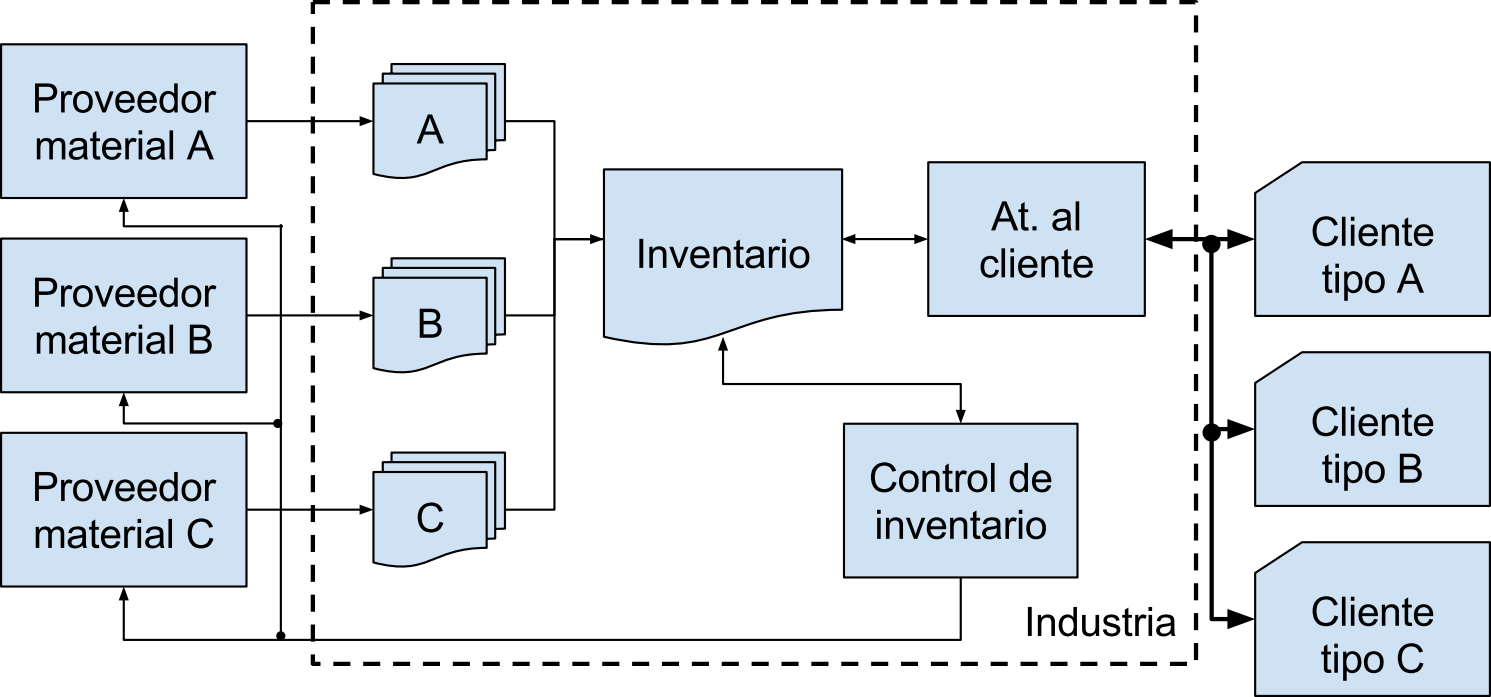 Proveedor
material A
Proveedor
material B
Proveedor
material C
A
B
C
Inventario
At. al
cliente
Control de
inventario
Industria
Cliente
tipo A
Cliente
tipo B
Cliente
tipo C